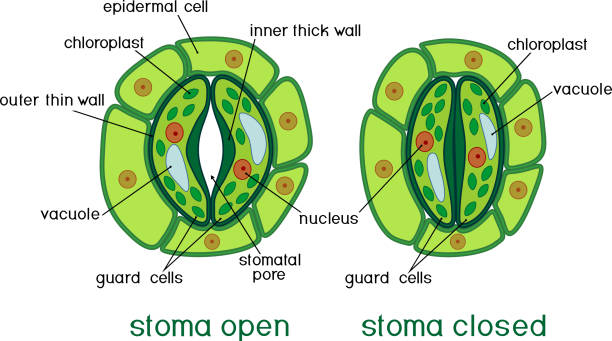 epidermal cell
chloroplast
inner thick wall
outer thin wall
vacuole
guard cells
stomatal
pore
nucleus
chloroplast
vacuole
guard cells
stoma open
stoma closed